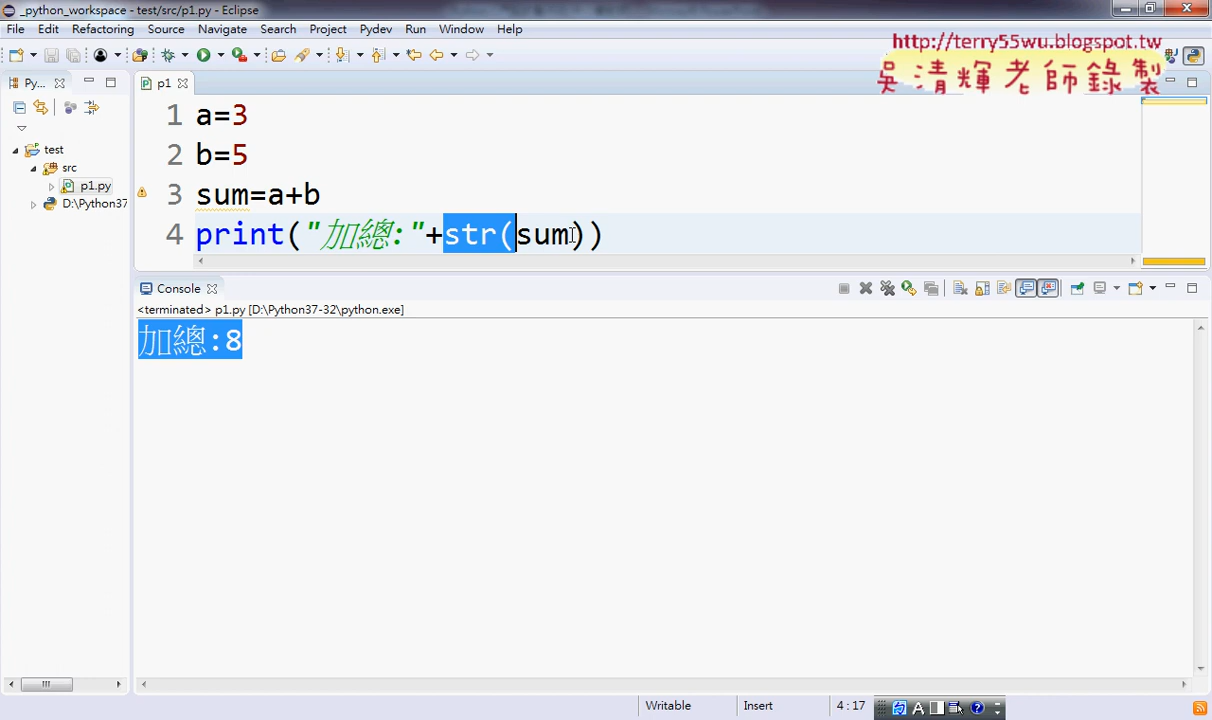 _python_workspace - test/src/p1.py - Eclipse
File Edit Refactoring Source Navigate Search Project Pydev Run Window Help
http://terry55wu.blogspot.tw
吳清輝老師錄製
Py...
p1
test
src
p1.py
D:\Python37
1 a=3
2 b=5
3 sum=a+b
4 print("加總:"+str(sum))
Console
<terminated> p1.py [D:\Python37-32\python.exe]
加總:8
Writable Insert 4:17